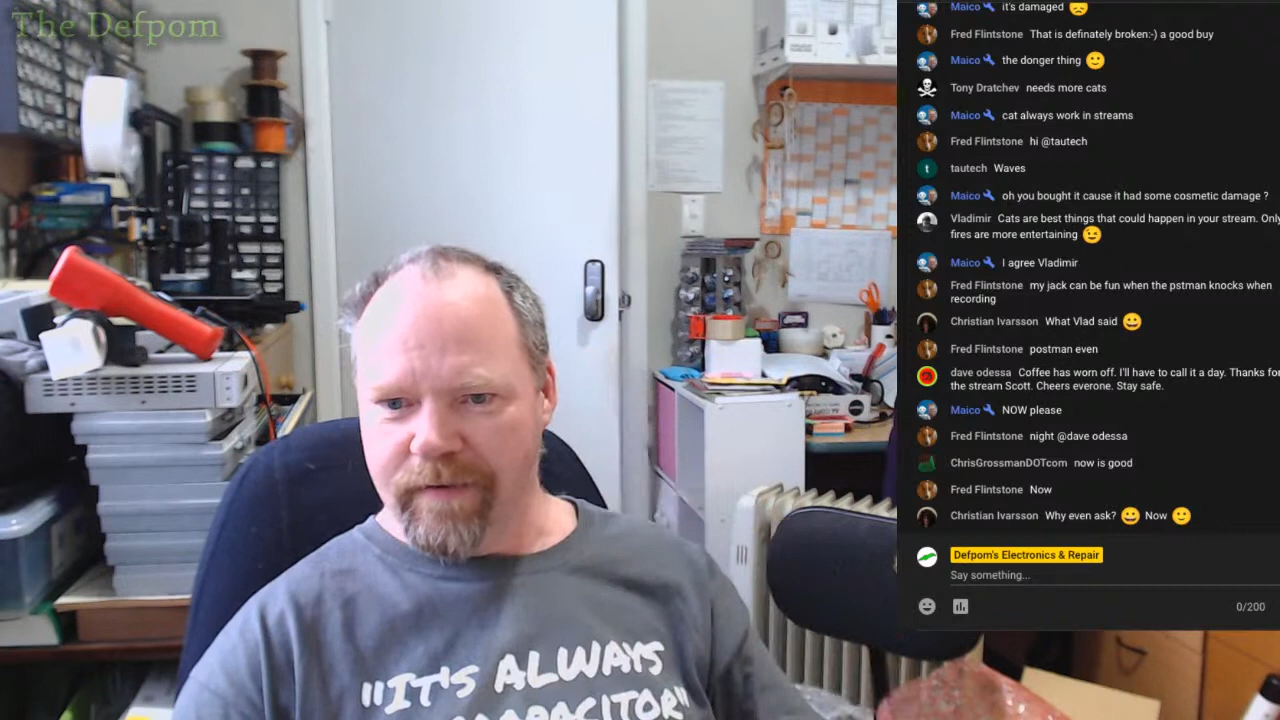 The Defpom
Maico it's damaged
Fred Flintstone That is definately broken:-) a good buy
Maico the donger thing
Tony Dratchev needs more cats
Maico cat always work in streams
Fred Flintstone hi @tautech
t tautech Waves
Maico oh you bought it cause it had some cosmetic damage ?
Vladimir Cats are best things that could happen in your stream. Only
fires are more entertaining
Maico I agree Vladimir
Fred Flintstone my jack can be fun when the pstman knocks when
recording
Christian Ivarsson What Vlad said
Fred Flintstone postman even
dave odessa Coffee has worn off. I'll have to call it a day. Thanks for
the stream Scott. Cheers everone. Stay safe.
Maico NOW please
Fred Flintstone night @dave odessa
ChrisGrossmanDOTcom now is good
Fred Flintstone Now
Christian Ivarsson Why even ask? Now
Defpom's Electronics & Repair
Say something...
0/200
"IT'S ALWAYS
CAPACITOR"